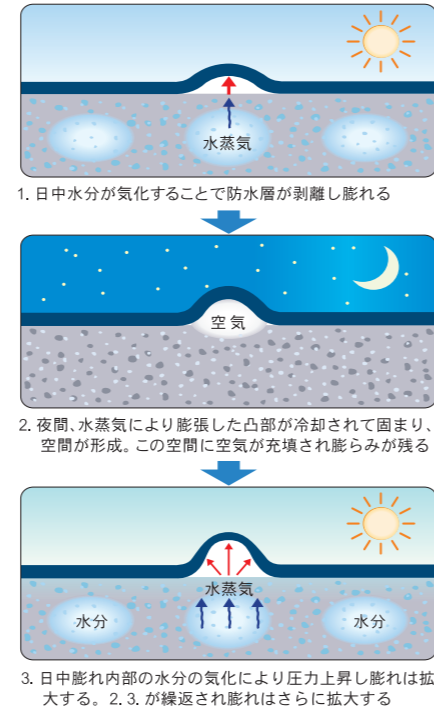 水蒸気
1. 日中水分が気化することで防水層が剥離し膨れる
空気
2. 夜間、水蒸気により膨張した凸部が冷却されて固まり、
空間が形成。この空間に空気が充填され膨らみが残る
水蒸気
水分
水分
3. 日中膨れ内部の水分の気化により圧力上昇し膨れは拡
大する。2. 3. が繰返され膨れはさらに拡大する